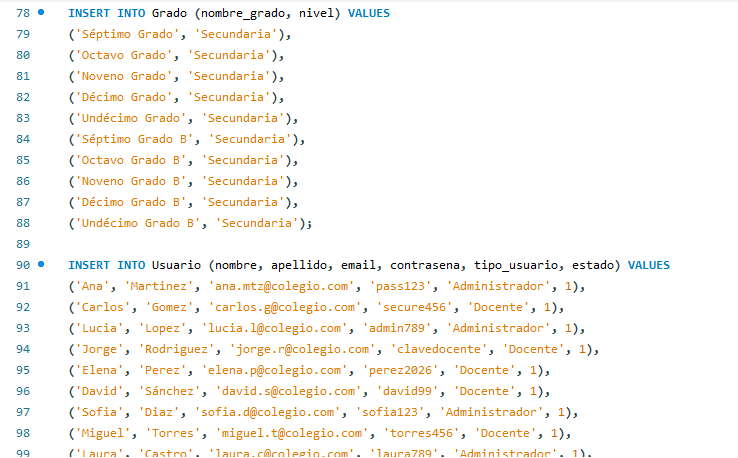 78 INSERT INTO Grado (nombre_grado, nivel) VALUES
79 ('Séptimo Grado', 'Secundaria'),
80 ('Octavo Grado', 'Secundaria'),
81 ('Noveno Grado', 'Secundaria'),
82 ('Décimo Grado', 'Secundaria'),
83 ('Undécimo Grado', 'Secundaria'),
84 ('Séptimo Grado B', 'Secundaria'),
85 ('Octavo Grado B', 'Secundaria'),
86 ('Noveno Grado B', 'Secundaria'),
87 ('Décimo Grado B', 'Secundaria'),
88 ('Undécimo Grado B', 'Secundaria');
89
90 INSERT INTO Usuario (nombre, apellido, email, contrasena, tipo_usuario, estado) VALUES
91 ('Ana', 'Martinez', 'ana.mtz@colegio.com', 'pass123', 'Administrador', 1),
92 ('Carlos', 'Gomez', 'carlos.g@colegio.com', 'secure456', 'Docente', 1),
93 ('Lucia', 'Lopez', 'lucia.l@colegio.com', 'admin789', 'Administrador', 1),
94 ('Jorge', 'Rodriguez', 'jorge.r@colegio.com', 'clavedocente', 'Docente', 1),
95 ('Elena', 'Perez', 'elena.p@colegio.com', 'perez2026', 'Docente', 1),
96 ('David', 'Sánchez', 'david.s@colegio.com', 'david99', 'Docente', 1),
97 ('Sofia', 'Diaz', 'sofia.d@colegio.com', 'sofia123', 'Administrador', 1),
98 ('Miguel', 'Torres', 'miguel.t@colegio.com', 'torres456', 'Docente', 1),
99 ('Laura', 'Castro', 'laura.c@colegio.com', 'laura789', 'Administrador', 1),